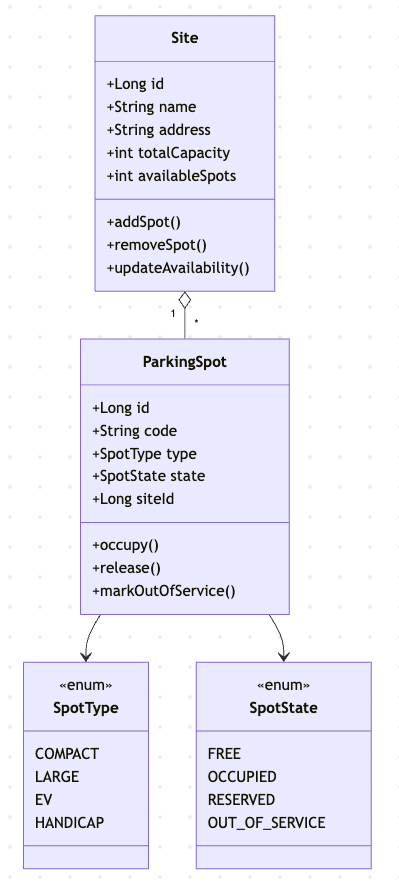 Site
+Long id
+String name
+String address
+int totalCapacity
+int availableSpots
+addSpot()
+removeSpot()
+updateAvailability()
1
*
ParkingSpot
+Long id
+String code
+SpotType type
+SpotState state
+Long siteId
+occupy()
+release()
+markOutOfService()
«enum»
SpotType
COMPACT
LARGE
EV
HANDICAP
«enum»
SpotState
FREE
OCCUPIED
RESERVED
OUT_OF_SERVICE